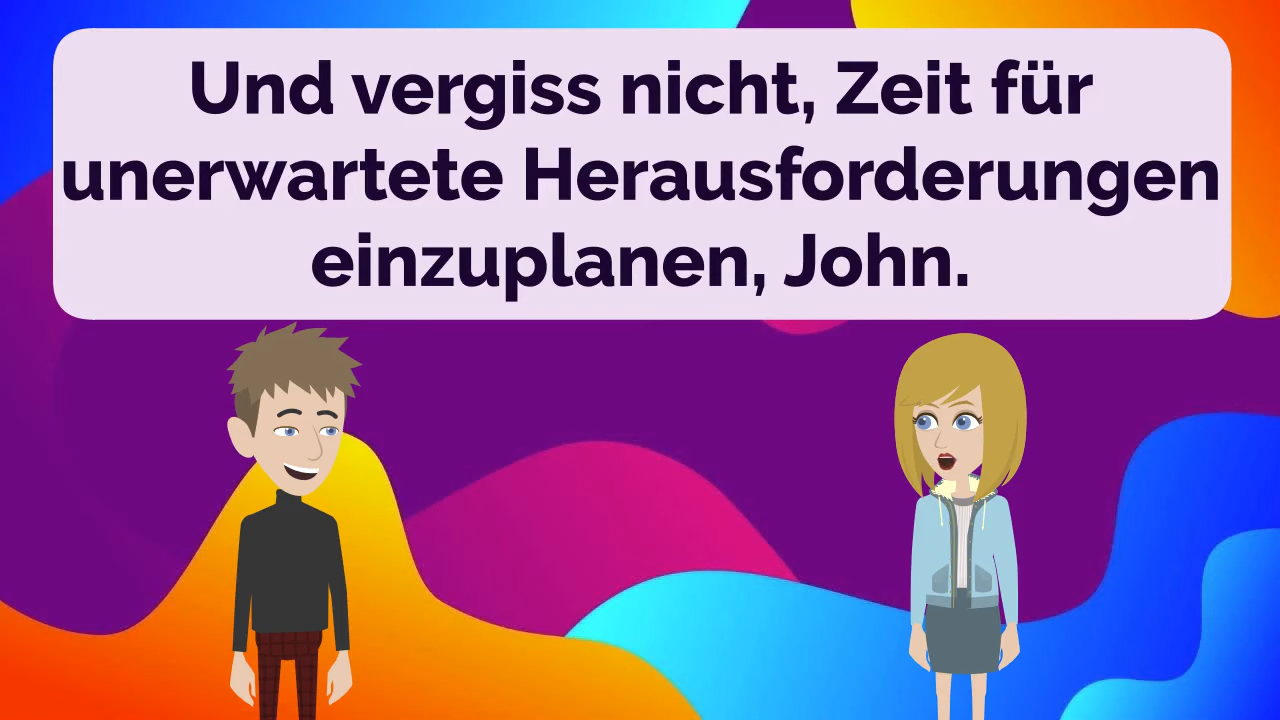 Und vergiss nicht, Zeit für
unerwartete Herausforderungen
einzuplanen, John.